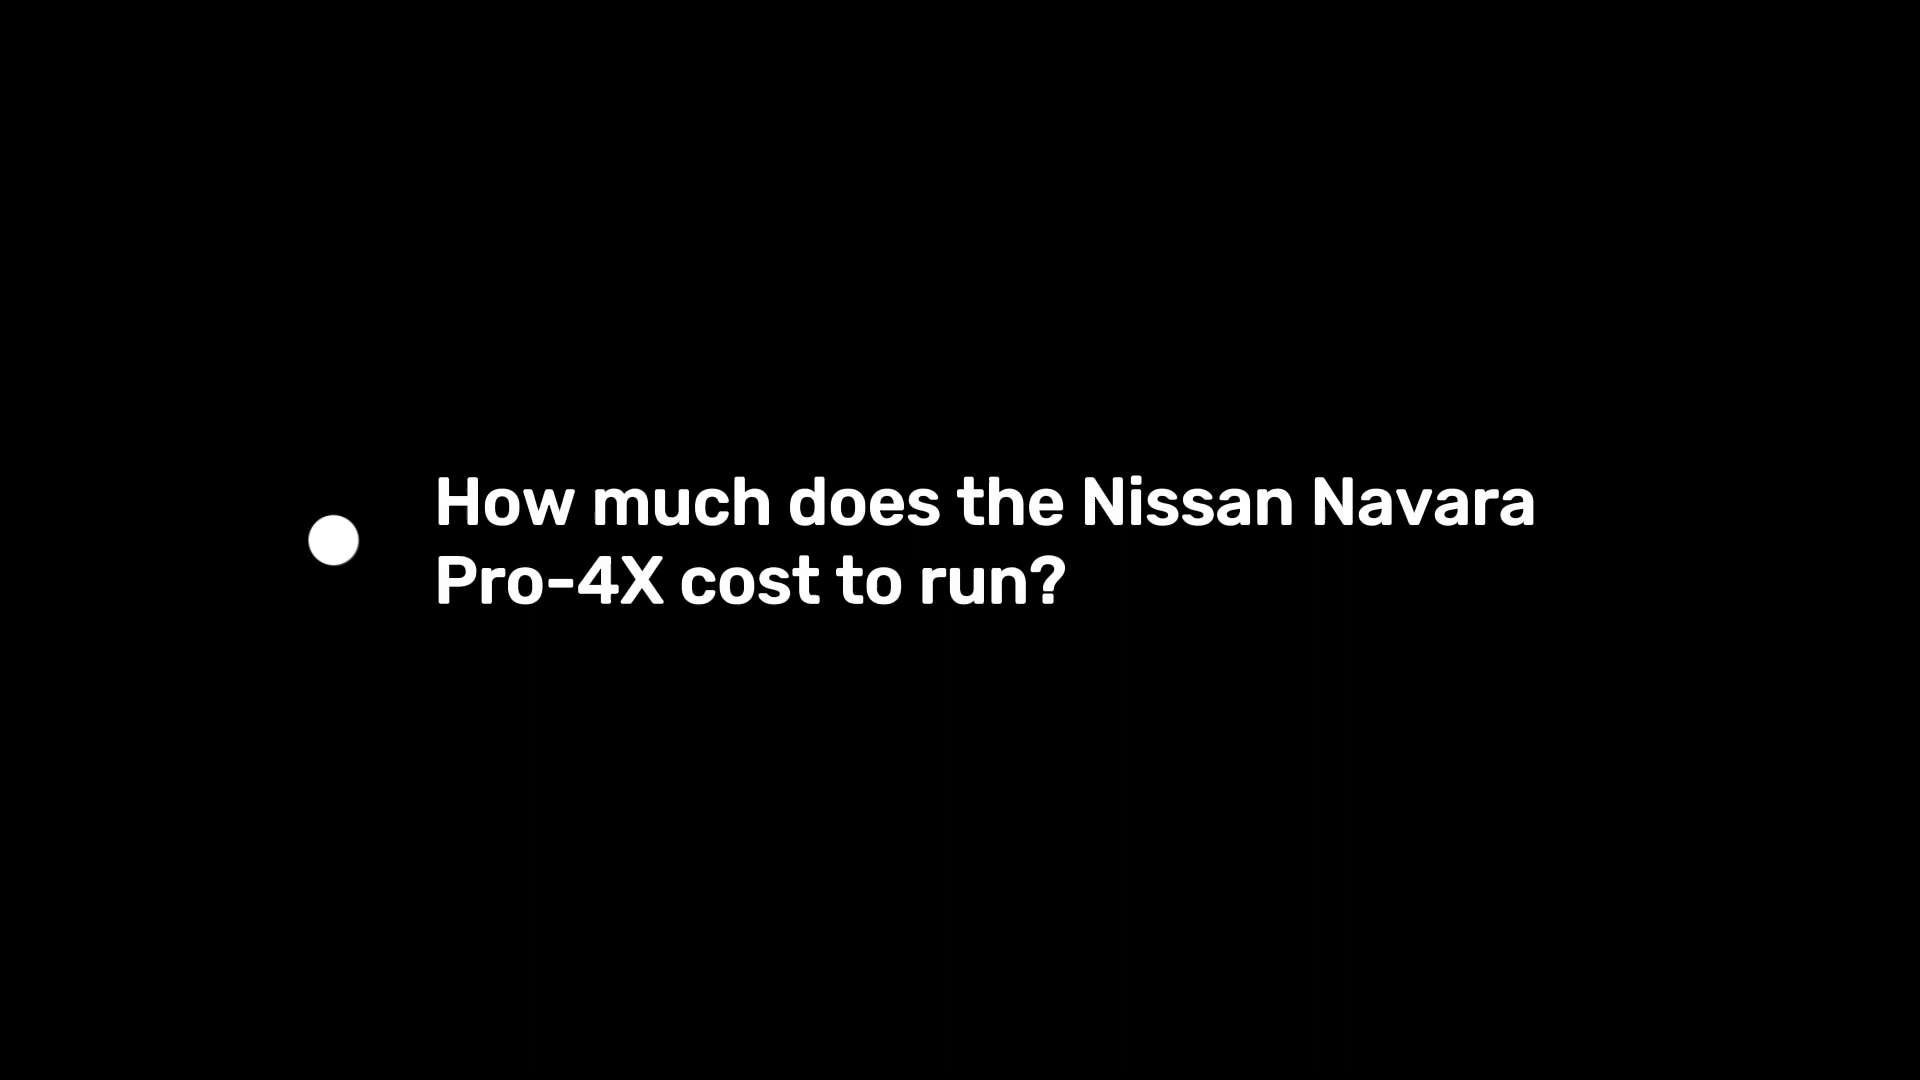 How much does the Nissan Navara
Pro-4X cost to run?